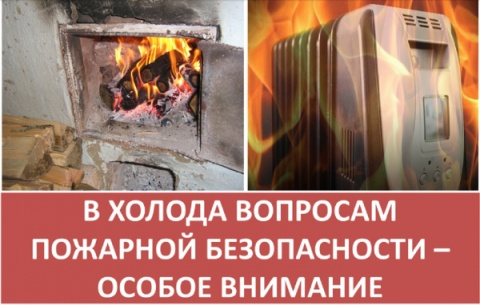 В ХОЛОДА ВОПРОСАМ
ПОЖАРНОЙ БЕЗОПАСНОСТИ –
ОСОБОЕ ВНИМАНИЕ